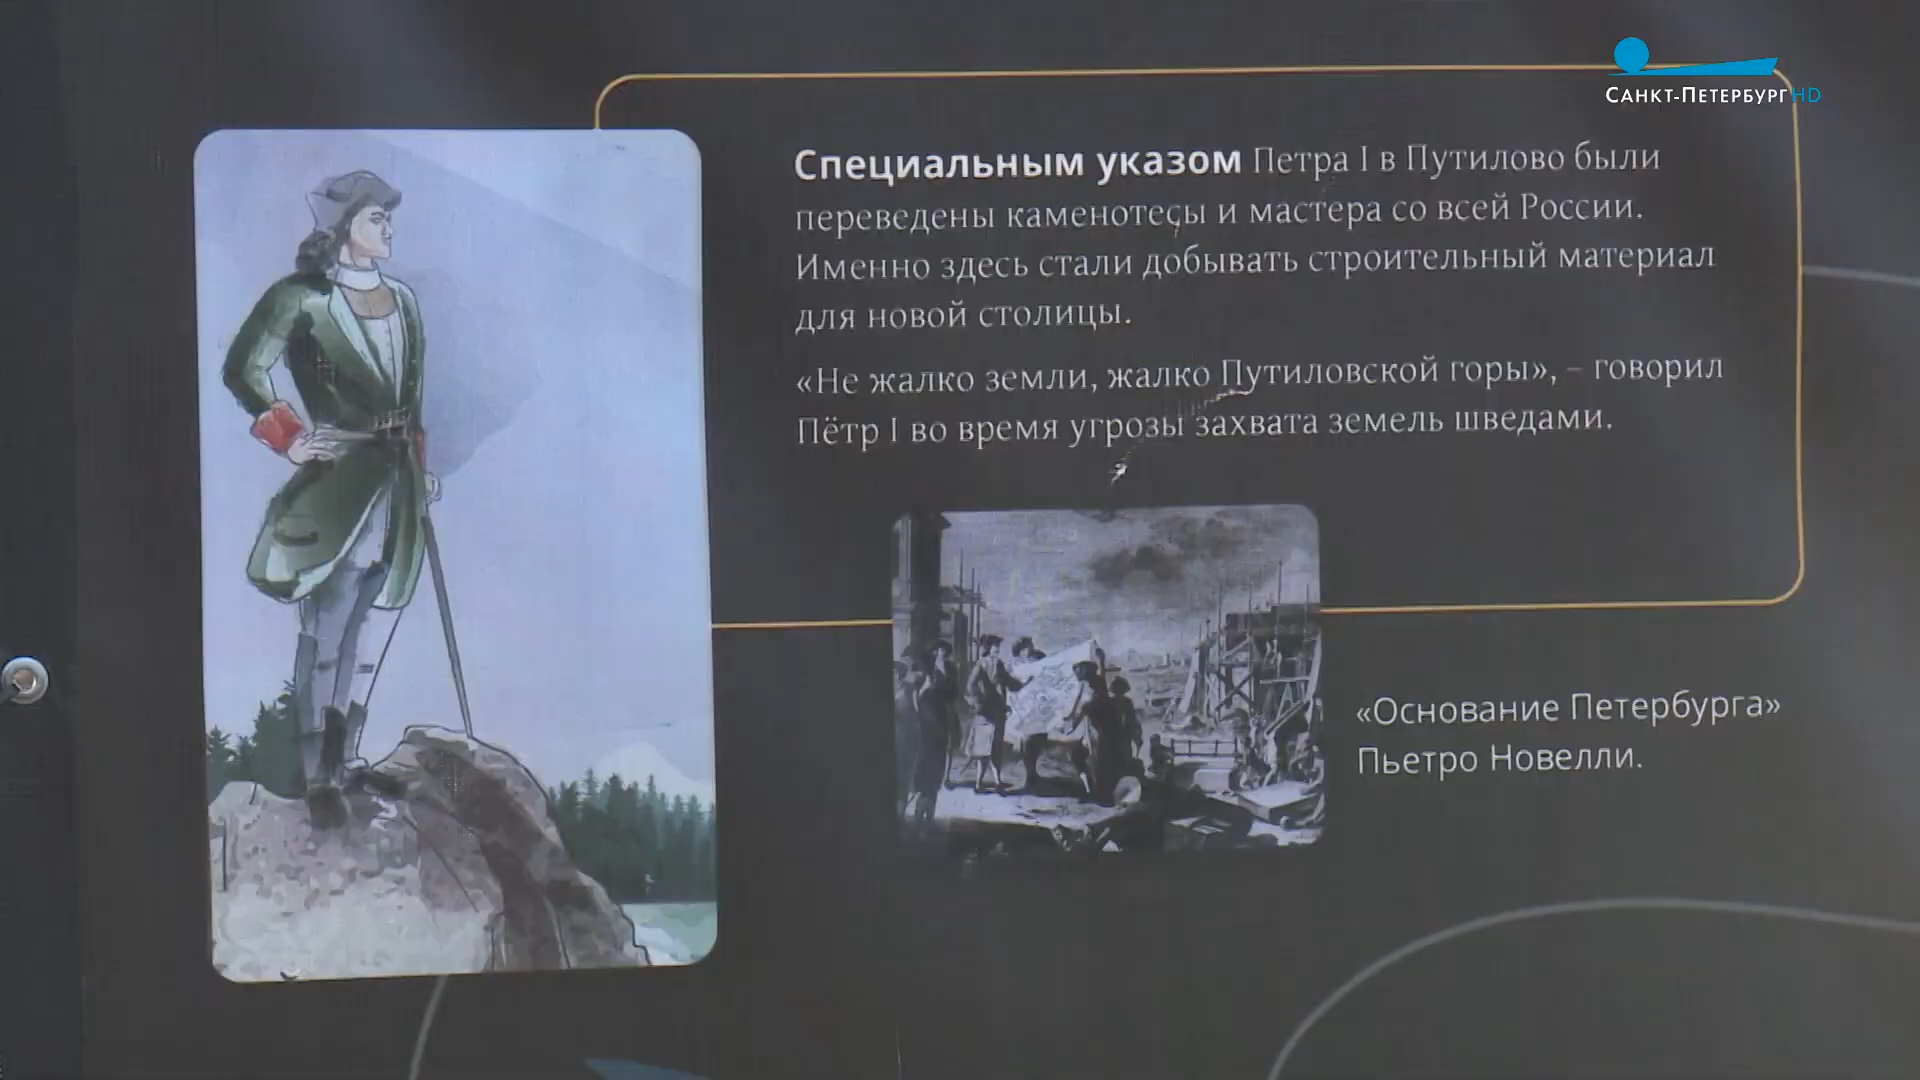 САНКТ-ПЕТЕРБУРГ HD
Специальным указом Петра I в Путилово были
переведены каменотесы и мастера со всей России.
Именно здесь стали добывать строительный материал
для новой столицы.
«Не жалко земли, жалко Путиловской горы», – говорил
Пётр I во время угрозы захвата земель шведами.
«Основание Петербурга»
Пьетро Новелли.